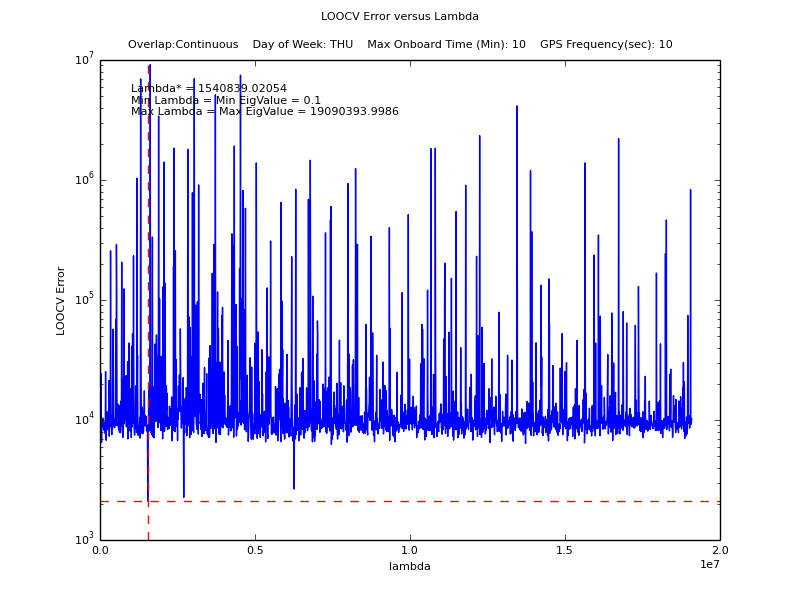 LOOCV Error versus Lambda
Overlap:Continuous Day of Week: THU Max Onboard Time (Min): 10 GPS Frequency(sec): 10
10^7
Lambda* = 1540839.02054
Min Lambda = Min EigValue = 0.1
Max Lambda = Max EigValue = 19090393.9986
10^6
10^5
LOOCV Error
10^4
10^3
0.0 0.5 1.0 1.5 2.0
1e7
lambda